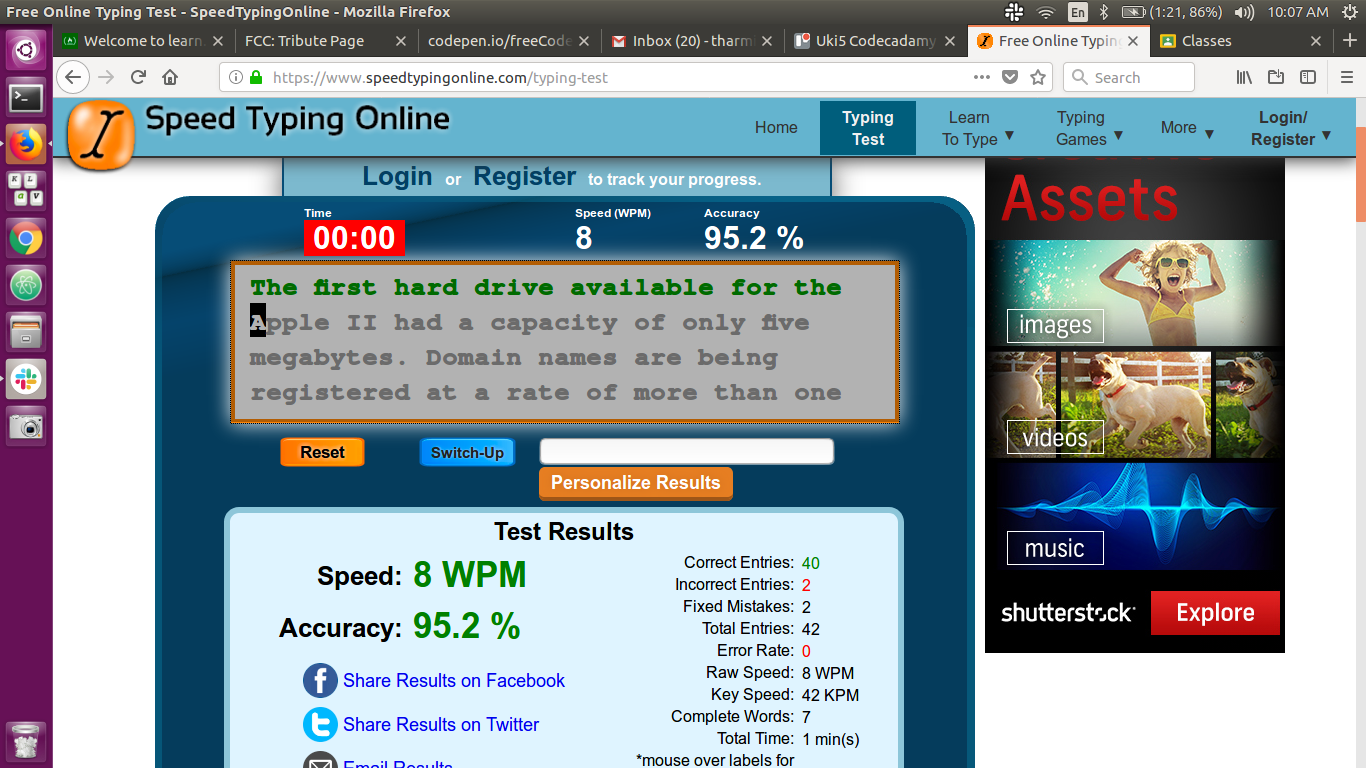 Free Online Typing Test - SpeedTypingOnline - Mozilla Firefox
En
(1:21, 86%)
10:07 AM
Welcome to learn
FCC: Tribute Page
codepen.io/freeCode
Inbox (20) - tharm
Uki5 Codecadamy
Free Online Typing
Classes
https://www.speedtypingonline.com/typing-test
Search
Speed Typing Online
Home
Typing Test
Learn To Type
Typing Games
More
Login/ Register
Login or Register to track your progress.
Time
Speed (WPM)
Accuracy
00:00
8
95.2 %
The first hard drive available for the
Apple II had a capacity of only five
megabytes. Domain names are being
registered at a rate of more than one
Reset
Switch-Up
Personalize Results
Test Results
Speed: 8 WPM
Accuracy: 95.2 %
Share Results on Facebook
Share Results on Twitter
Email Results
Correct Entries: 40
Incorrect Entries: 2
Fixed Mistakes: 2
Total Entries: 42
Error Rate: 0
Raw Speed: 8 WPM
Key Speed: 42 KPM
Complete Words: 7
Total Time: 1 min(s)
*mouse over labels for
Assets
images
videos
music
shutterstock
Explore